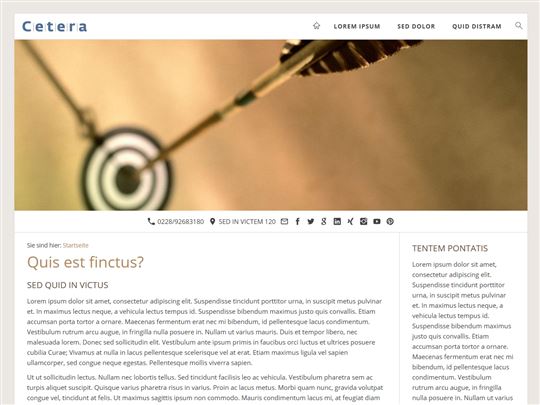 Cetera
LOREM IPSUM SED DOLOR QUID DISTRAM
0228/92683180 SED IN VICTEM 120
Sie sind hier: Startseite
Quis est finctus?
SED QUID IN VICTUS
Lorem ipsum dolor sit amet, consectetur adipiscing elit. Suspendisse tincidunt porttitor urna, in suscipit metus pulvinar
et. In maximus lectus neque, a vehicula lectus tempus non. Suspendisse bibendum maximus justo quis convallis. Etiam
accumsan porta tortor a ornare. Maecenas fermentum erat nec mi bibendum, id pellentesque lacus condimentum.
Vestibulum rutrum arcu augue, in fringilla nulla posuere in. Nullam ut varius mauris. Duis et tempor libero, nec
malesuada lorem. Donec sed sollicitudin elit. Vestibulum ante ipsum primis in faucibus orci luctus et ultrices posuere
cubilia Curae; Vivamus at nulla in lacus pellentesque scelerisque vel at erat. Etiam maximus ligula vel sapien
ullamcorper, sed congue neque egestas. Pellentesque mollis viverra sapien.
Ut ut sollicitudin lectus. Nullam nec lobortis tellus. Sed tincidunt facilisis leo ac vehicula. Vestibulum pharetra sem ac
turpis aliquet suscipit. Quisque varius pharetra risus in varius. Proin ac lacus metus. Morbi quam nunc, gravida volutpat
congue vel, tincidunt at felis. Ut maximus sagittis ipsum non commodo. Mauris condimentum mauris at, at feugiat diam
TENTEM PONTATIS
Lorem ipsum dolor sit amet,
consectetur adipiscing elit.
Suspendisse tincidunt porttitor
urna, in suscipit metus pulvinar
et. In maximus lectus neque, a
vehicula lectus tempus non.
Suspendisse bibendum maximus
justo quis convallis. Etiam
accumsan porta tortor a ornare.
Maecenas fermentum erat nec mi
bibendum, id pellentesque lacus
condimentum. Vestibulum rutrum
arcu augue, in fringilla nulla
posuere in. Nullam ut varius